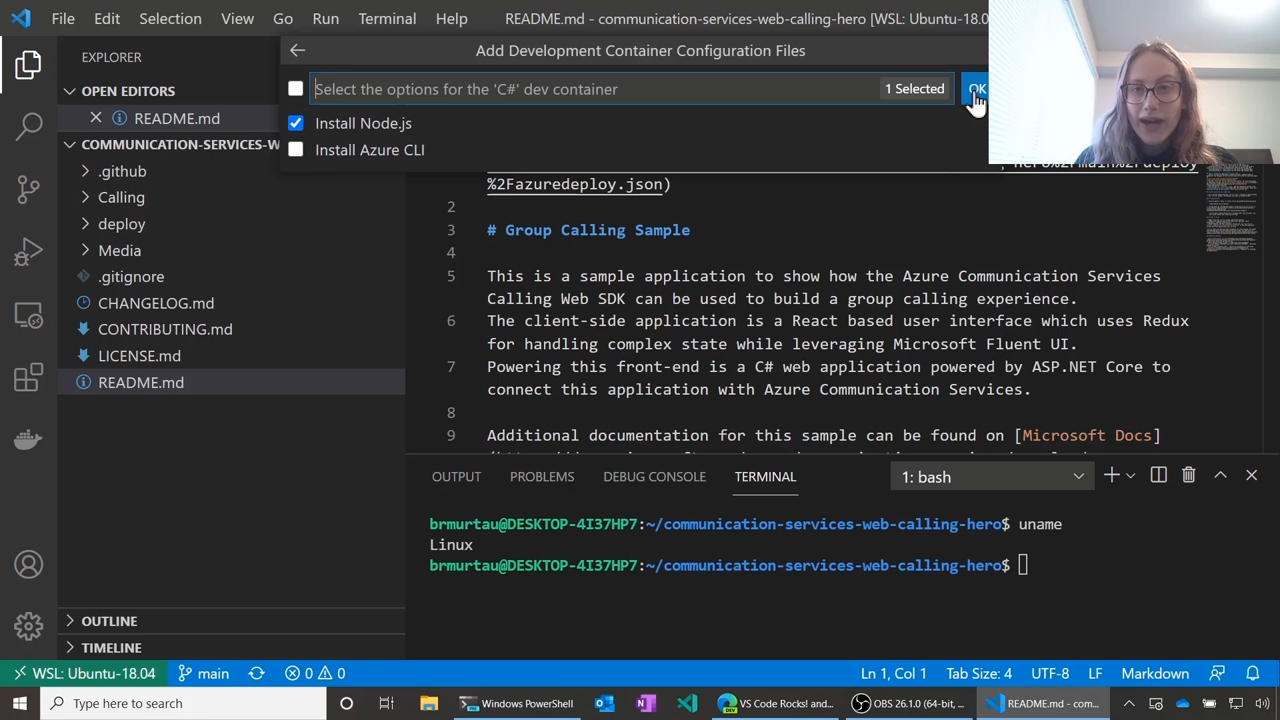 File Edit Selection View Go Run Terminal Help README.md - communication-services-web-calling-hero [WSL: Ubuntu-18.0
EXPLORER
Add Development Container Configuration Files
OPEN EDITORS
Select the options for the 'C#' dev container 1 Selected OK
README.md
Install Node.js
COMMUNICATION-SERVICES-W
Install Azure CLI
.github
Calling
deploy
Media
.gitignore
CHANGELOG.md
CONTRIBUTING.md
LICENSE.md
README.md
OUTLINE
TIMELINE
%2Fazuredeploy.json)
2
3 # Group Calling Sample
4
5 This is a sample application to show how the Azure Communication Services
Calling Web SDK can be used to build a group calling experience.
6 The client-side application is a React based user interface which uses Redux
for handling complex state while leveraging Microsoft Fluent UI.
7 Powering this front-end is a C# web application powered by ASP.NET Core to
connect this application with Azure Communication Services.
8
9 Additional documentation for this sample can be found on [Microsoft Docs]
OUTPUT PROBLEMS DEBUG CONSOLE TERMINAL 1: bash
brmurtau@DESKTOP-4I37HP7:~/communication-services-web-calling-hero$ uname
Linux
brmurtau@DESKTOP-4I37HP7:~/communication-services-web-calling-hero$
WSL: Ubuntu-18.04 main 0 0 Ln 1, Col 1 Tab Size: 4 UTF-8 LF Markdown
Type here to search Windows PowerShell VS Code Rocks! and... OBS 26.1.0 (64-bit, ... README.md - com...